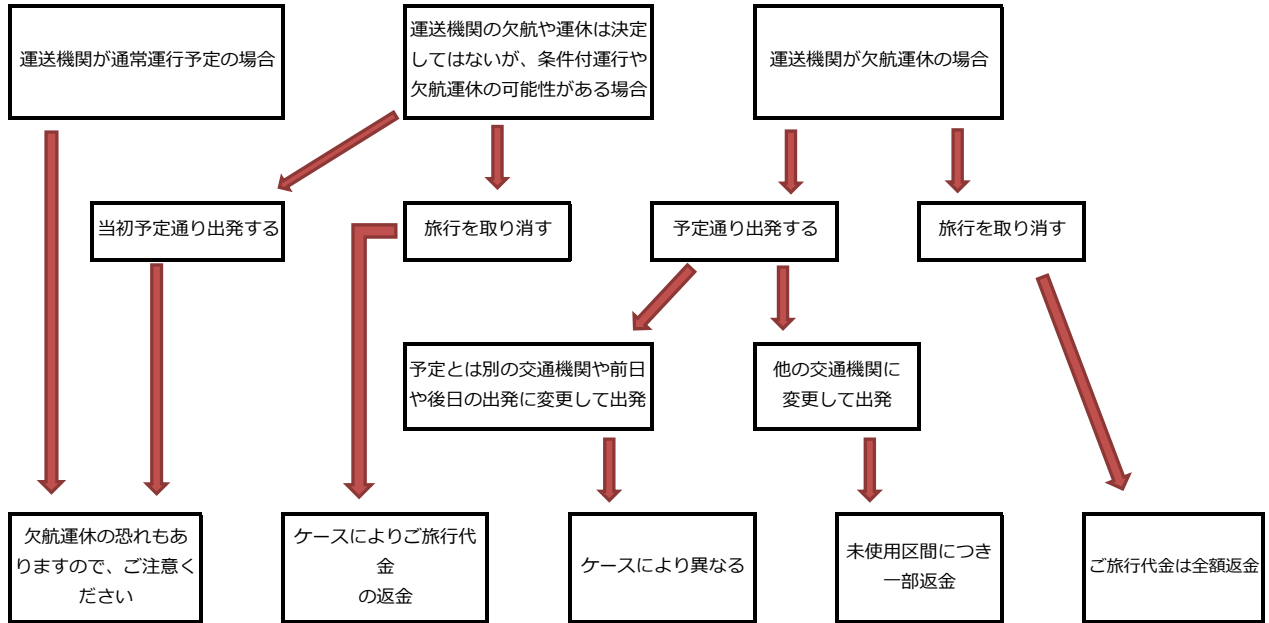 運送機関が通常運行予定の場合
運送機関の欠航や運休は決定
してはないが、条件付運行や
欠航運休の可能性がある場合
運送機関が欠航運休の場合
当初予定通り出発する
旅行を取り消す
予定通り出発する
旅行を取り消す
予定とは別の交通機関や前日
や後日の出発に変更して出発
他の交通機関に
変更して出発
欠航運休の恐れもあ
りますので、ご注意く
ださい
ケースによりご旅行代
金
の返金
ケースにより異なる
未使用区間につき
一部返金
ご旅行代金は全額返金